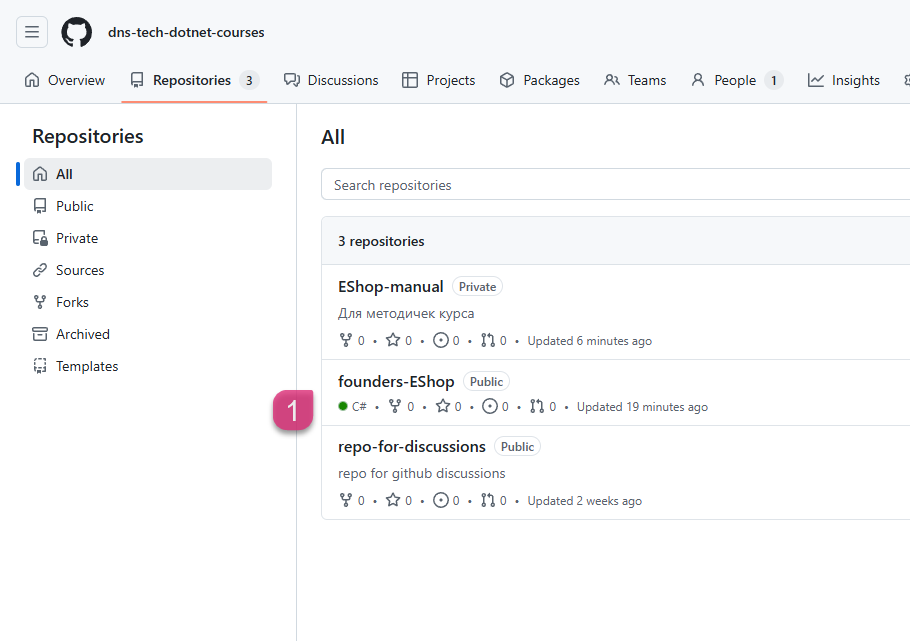 dns-tech-dotnet-courses
Overview Repositories 3 Discussions Projects Packages Teams People 1 Insights
Repositories
All
Public
Private
Sources
Forks
Archived
Templates
All
Search repositories
3 repositories
EShop-manual Private
Для методичек курса
0 • 0 • 0 • 0 • Updated 6 minutes ago
1
founders-EShop Public
C# • 0 • 0 • 0 • 0 • Updated 19 minutes ago
repo-for-discussions Public
repo for github discussions
0 • 0 • 0 • 0 • Updated 2 weeks ago